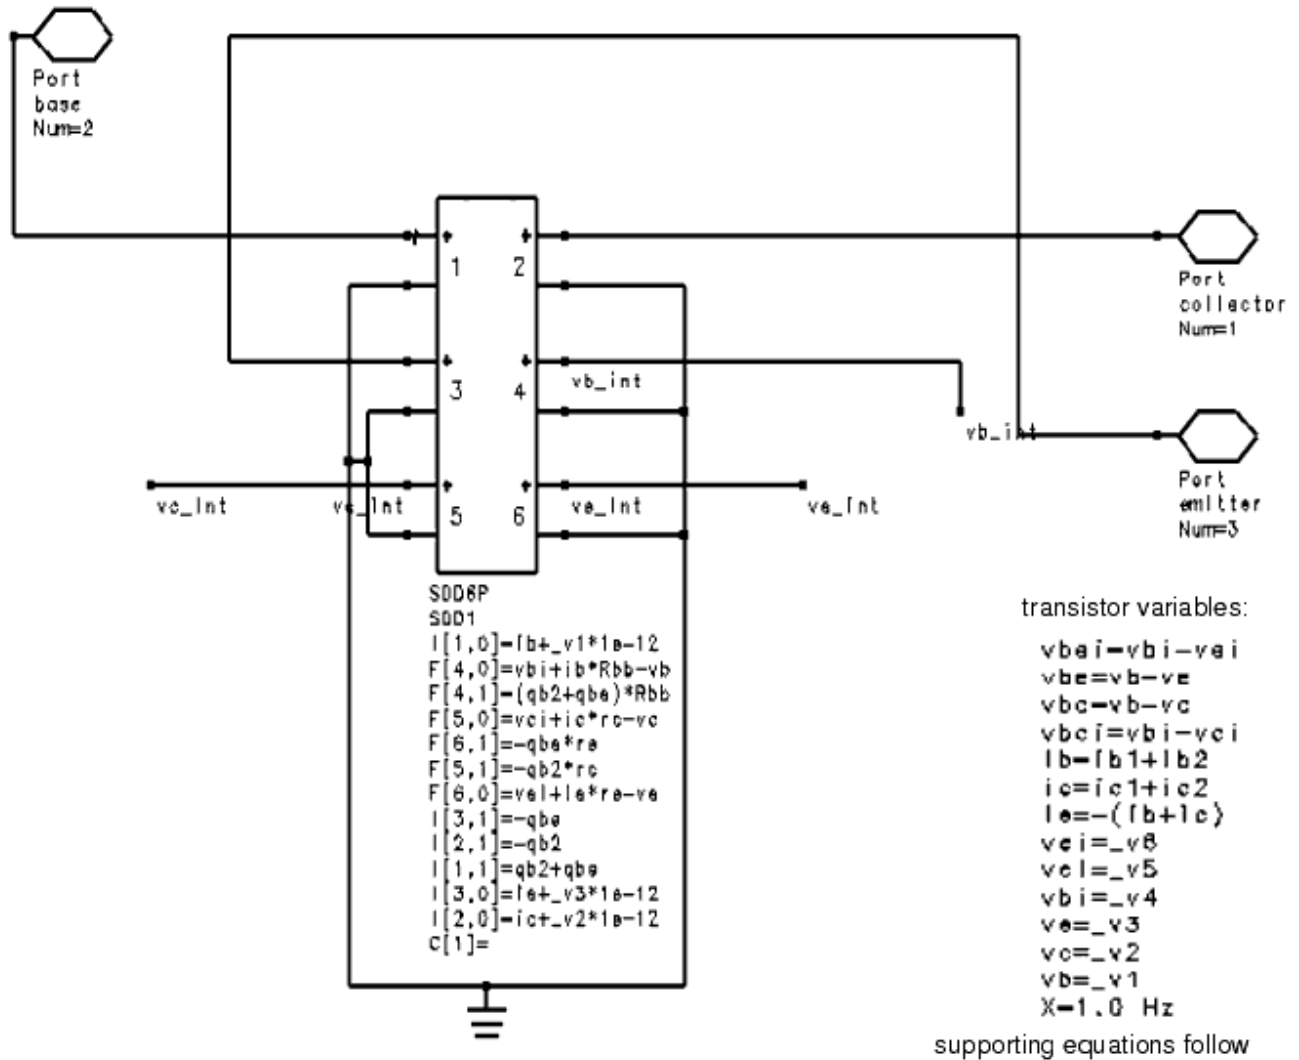 Port
base
Num=2
1
2
Port
collector
Num=1
3
4
vb_int
vb_int
vc_int
vc_int
5
6
ve_int
ve_int
Port
emitter
Num=3
SDD6P
SDD1
I[1,0]=ib+_v1*1e-12
F[4,0]=vbi+ib*Rbb-vb
F[4,1]=(qb2+qbe)*Rbb
F[5,0]=vci+ic*rc-vc
F[6,1]=-qbe*re
F[5,1]=-qb2*rc
F[6,0]=vei+ie*re-ve
I[3,1]=-qbe
I[2,1]=-qb2
I[1,1]=qb2+qbe
I[3,0]=ie+_v3*1e-12
I[2,0]=ic+_v2*1e-12
C[1]=
transistor variables:
vbei=vbi-vei
vbe=vb-ve
vbc=vb-vc
vbci=vbi-vci
ib=ib1+ib2
ic=ic1+ic2
ie=-(ib+ic)
vei=_v6
vci=_v5
vbi=_v4
ve=_v3
vc=_v2
vb=_v1
X=1.0 Hz
supporting equations follow